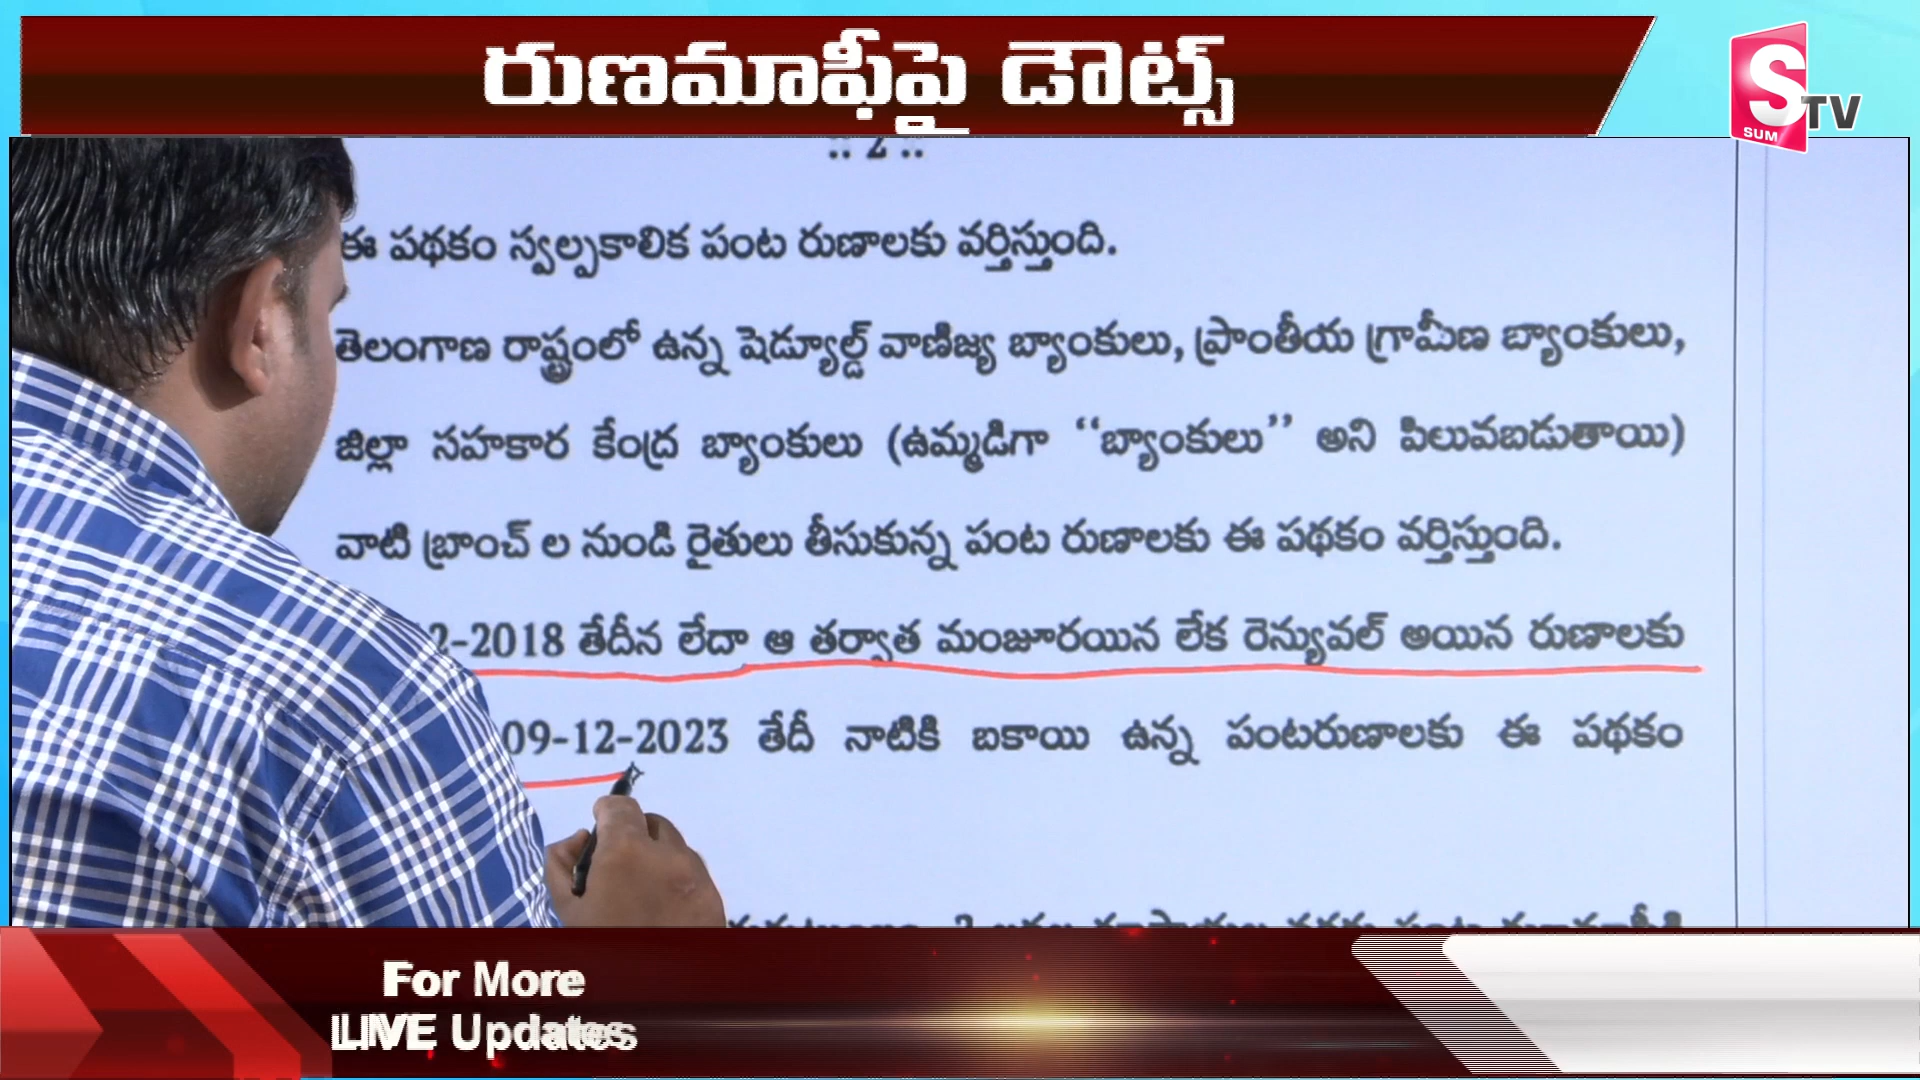 రుణమాఫీపై డౌట్స్
S TV
SUM
.. 2 ..
ఈ పథకం స్వల్పకాలిక పంట రుణాలకు వర్తిస్తుంది.
తెలంగాణ రాష్ట్రంలో ఉన్న షెడ్యూల్డ్ వాణిజ్య బ్యాంకులు, ప్రాంతీయ గ్రామీణ బ్యాంకులు,
జిల్లా సహకార కేంద్ర బ్యాంకులు (ఉమ్మడిగా “బ్యాంకులు” అని పిలువబడుతాయి)
వాటి బ్రాంచ్ ల నుండి రైతులు తీసుకున్న పంట రుణాలకు ఈ పథకం వర్తిస్తుంది.
2-2018 తేదీన లేదా ఆ తర్వాత మంజూరయిన లేక రెన్యువల్ అయిన రుణాలకు
09-12-2023 తేదీ నాటికి బకాయి ఉన్న పంటరుణాలకు ఈ పథకం
For More
LIVE Updates